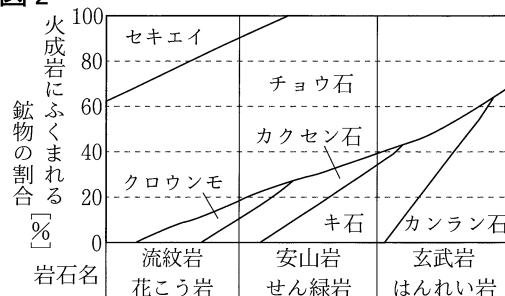 図2
火成岩にふくまれる
鉱物の割合
[%]
100
80
60
40
20
0
セキエイ
チョウ石
カクセン石
クロウンモ
キ石
カンラン石
岩石名
流紋岩
花こう岩
安山岩
せん緑岩
玄武岩
はんれい岩